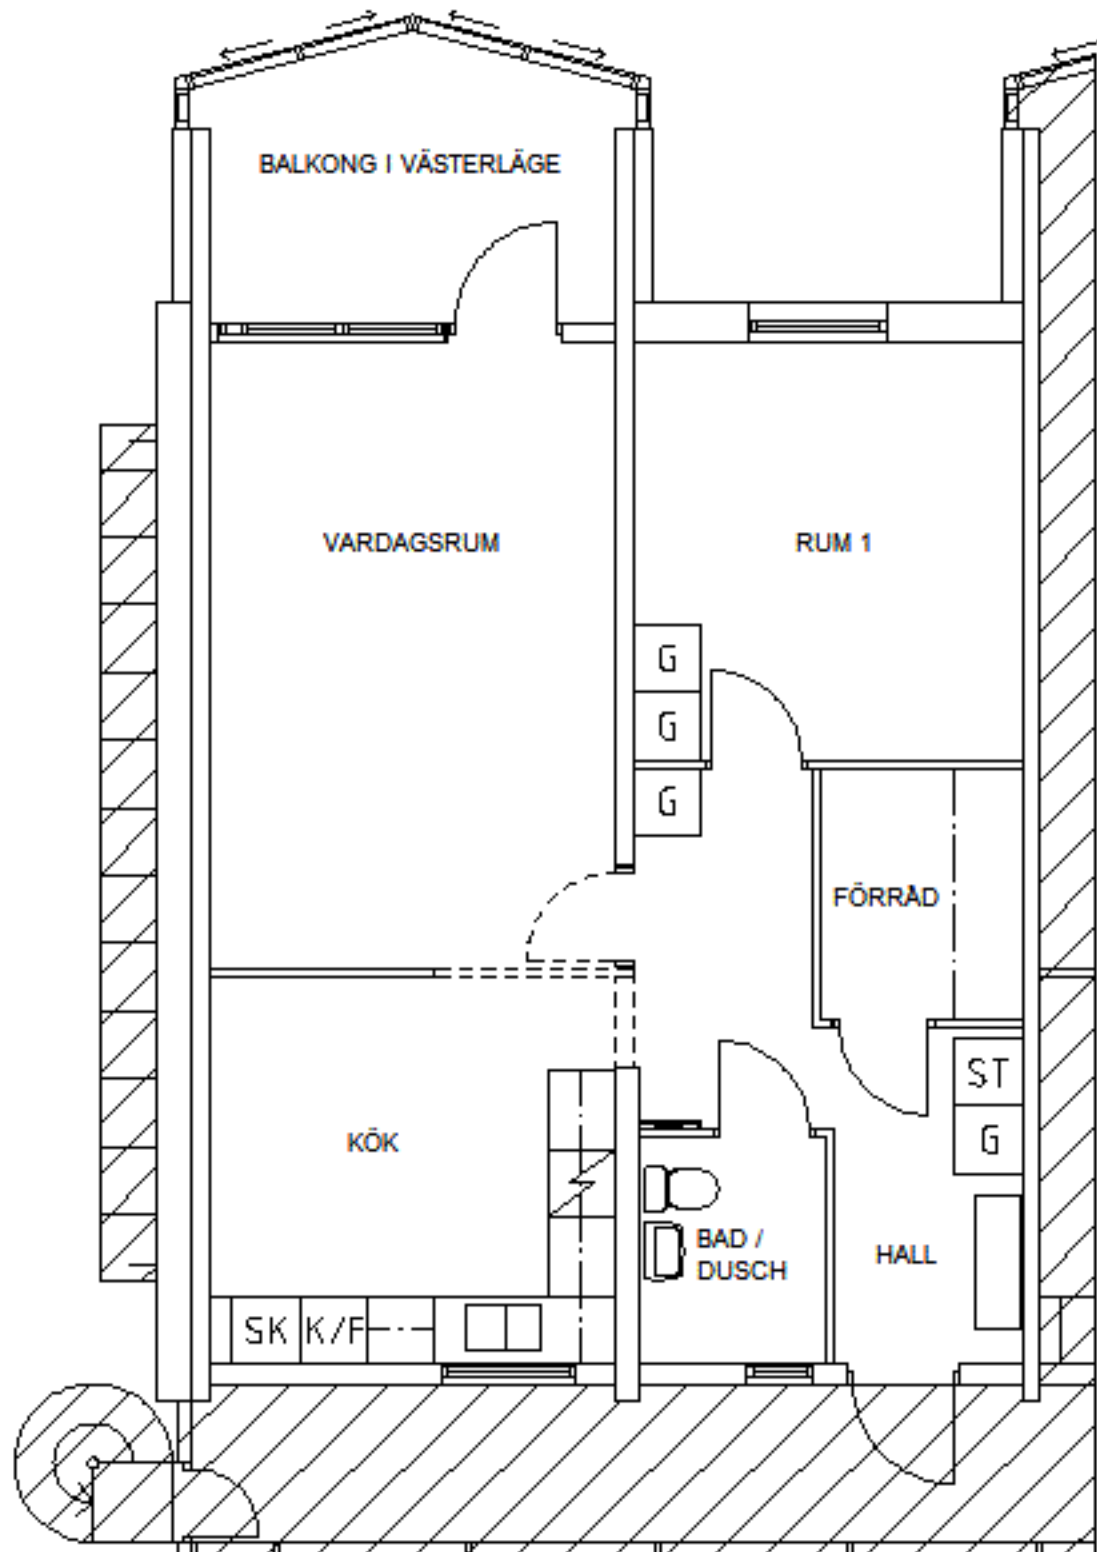 BALKONG I VÄSTERLÄGE
VARDAGSRUM
RUM 1
G
G
G
FÖRRÅD
ST
G
KÖK
BAD /
DUSCH
HALL
SK
K/F